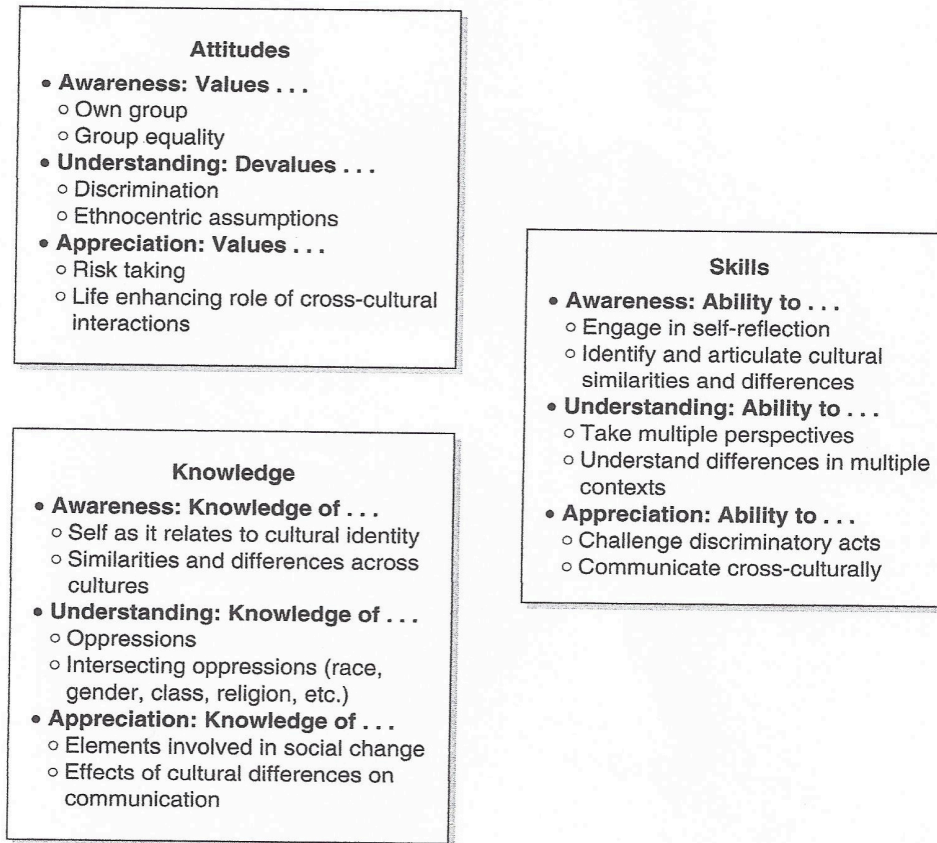 Attitudes
• Awareness: Values . . .
○ Own group
○ Group equality
• Understanding: Devalues . . .
○ Discrimination
○ Ethnocentric assumptions
• Appreciation: Values . . .
○ Risk taking
○ Life enhancing role of cross-cultural
interactions
Knowledge
• Awareness: Knowledge of . . .
○ Self as it relates to cultural identity
○ Similarities and differences across
cultures
• Understanding: Knowledge of . . .
○ Oppressions
○ Intersecting oppressions (race,
gender, class, religion, etc.)
• Appreciation: Knowledge of . . .
○ Elements involved in social change
○ Effects of cultural differences on
communication
Skills
• Awareness: Ability to . . .
○ Engage in self-reflection
○ Identify and articulate cultural
similarities and differences
• Understanding: Ability to . . .
○ Take multiple perspectives
○ Understand differences in multiple
contexts
• Appreciation: Ability to . . .
○ Challenge discriminatory acts
○ Communicate cross-culturally